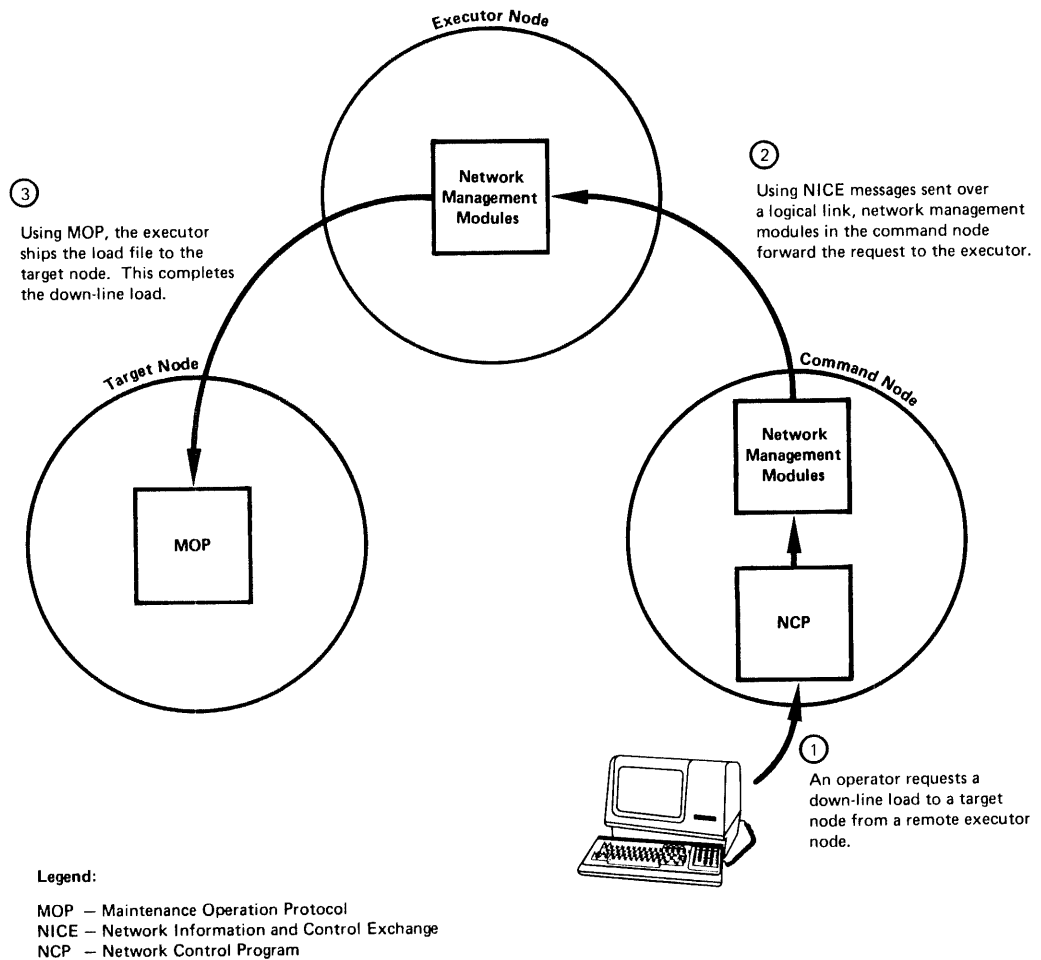 Executor Node
Network
Management
Modules
2
Using NICE messages sent over
a logical link, network management
modules in the command node
forward the request to the executor.
3
Using MOP, the executor
ships the load file to the
target node. This completes
the down-line load.
Target Node
MOP
Command Node
Network
Management
Modules
NCP
1
An operator requests a
down-line load to a target
node from a remote executor
node.
Legend:
MOP – Maintenance Operation Protocol
NICE – Network Information and Control Exchange
NCP – Network Control Program